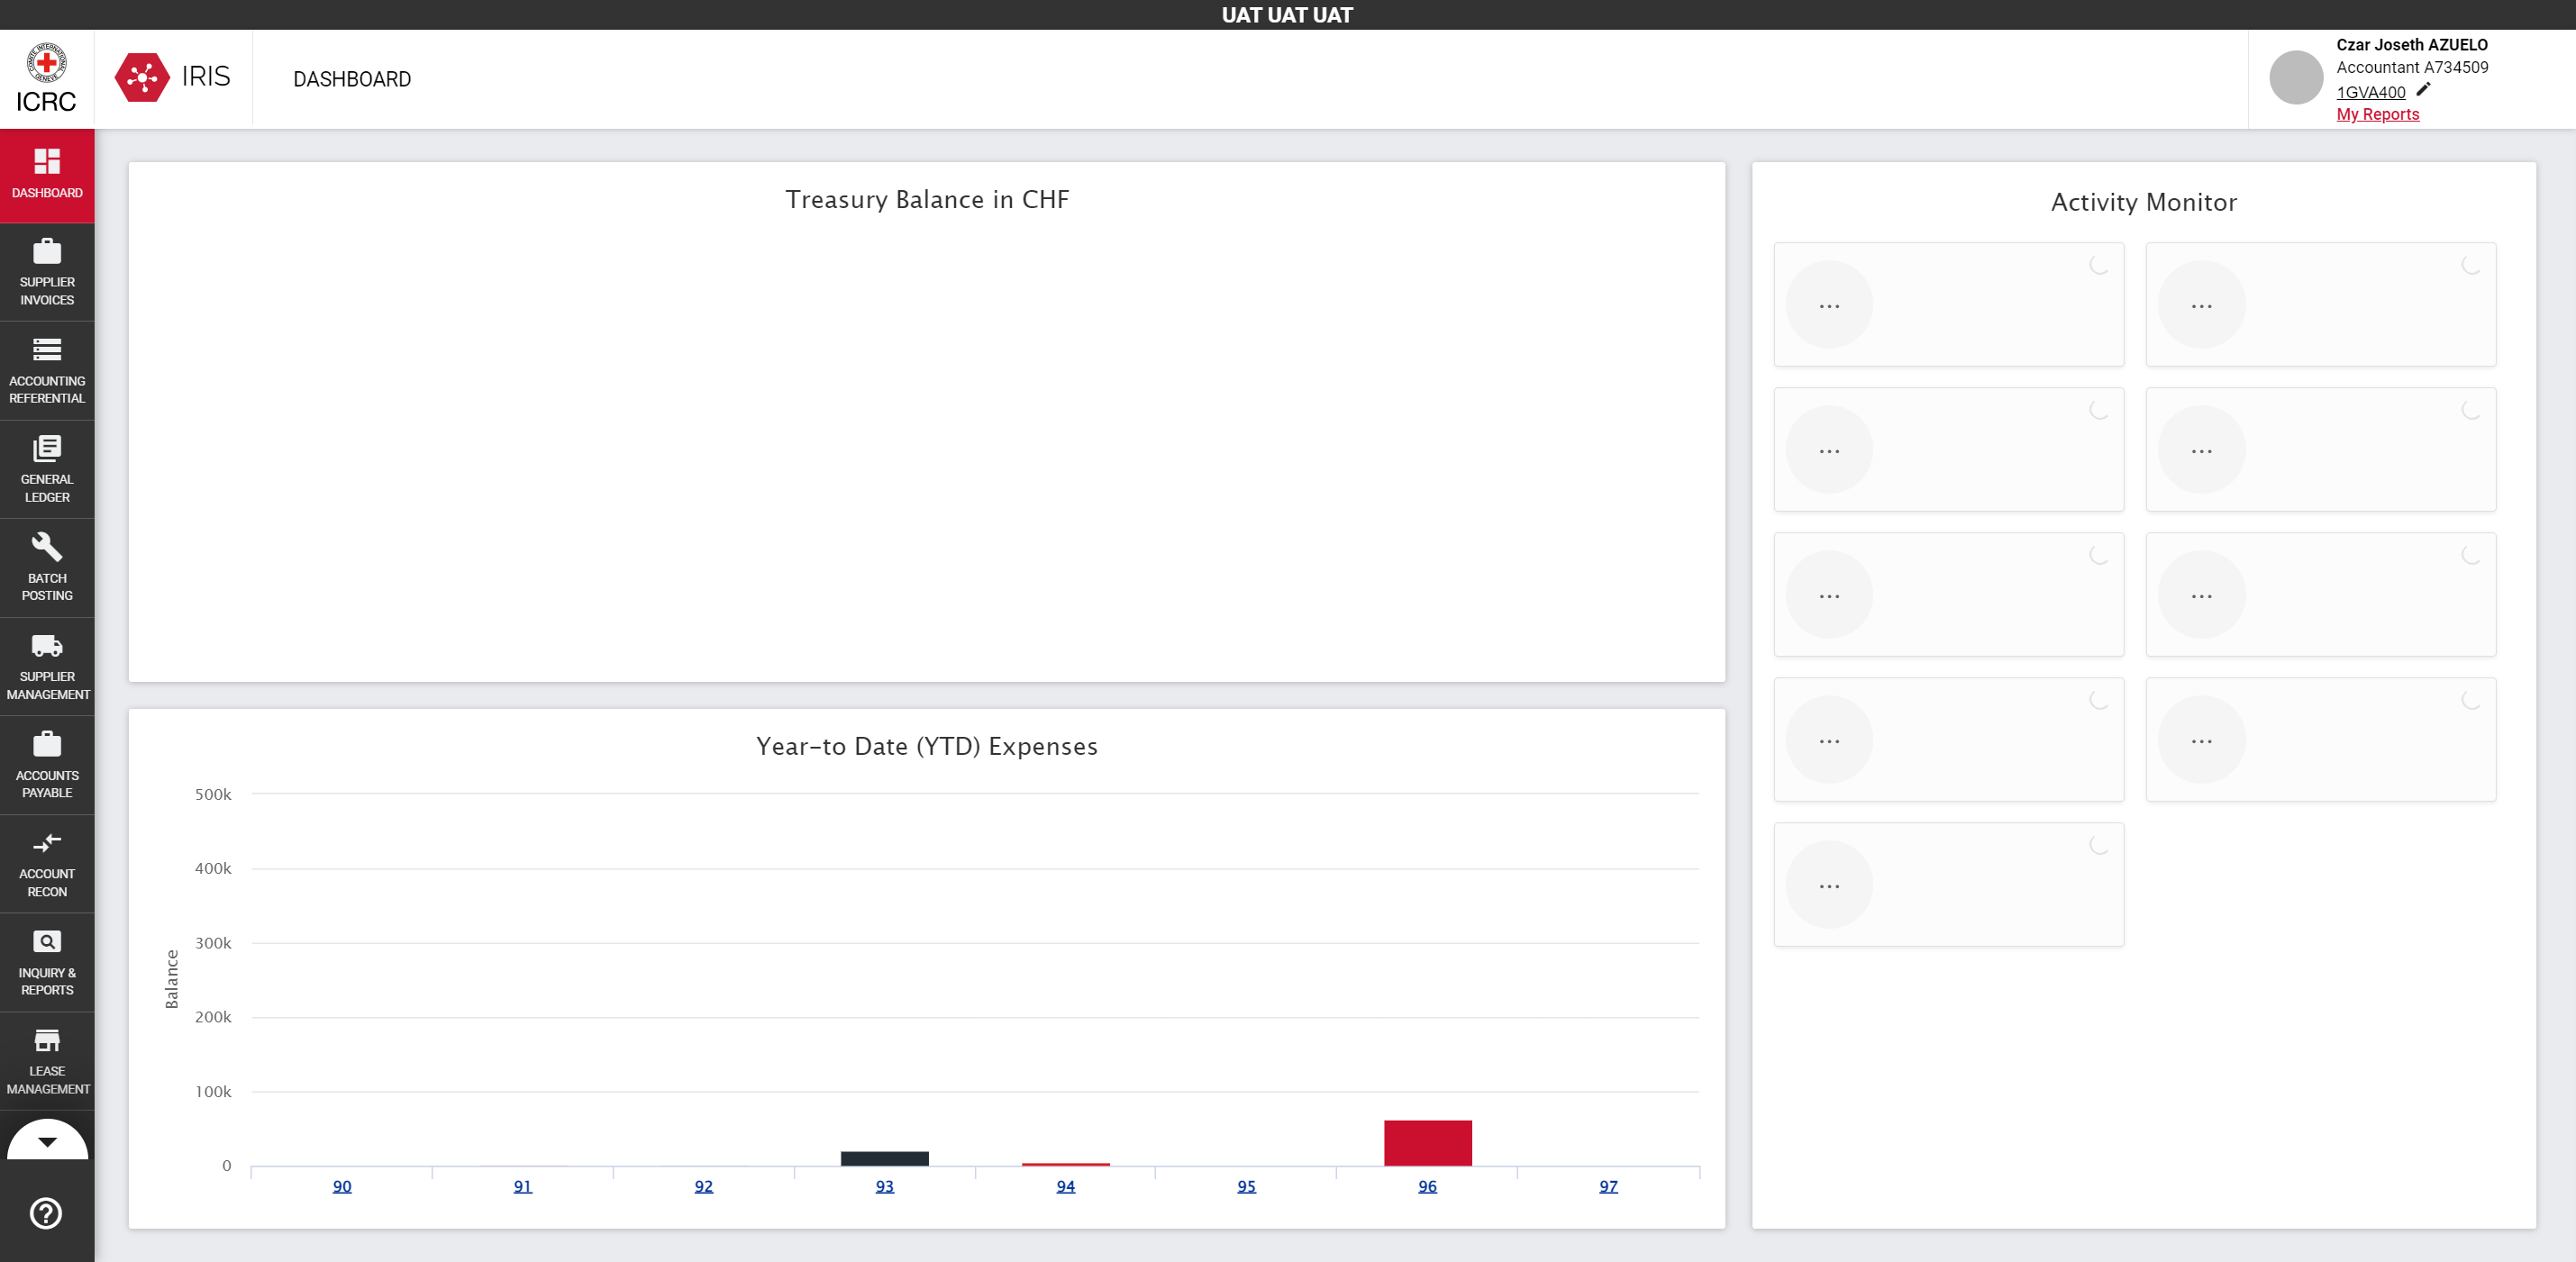 UAT UAT UAT
ICRC
IRIS
DASHBOARD
Czar Joseth AZUELO
Accountant A734509
1GVA400
My Reports
DASHBOARD
SUPPLIER
INVOICES
ACCOUNTING
REFERENTIAL
GENERAL
LEDGER
BATCH
POSTING
SUPPLIER
MANAGEMENT
ACCOUNTS
PAYABLE
ACCOUNT
RECON
INQUIRY &
REPORTS
LEASE
MANAGEMENT
Treasury Balance in CHF
Year-to Date (YTD) Expenses
Balance
500k
400k
300k
200k
100k
0
90 91 92 93 94 95 96 97
Activity Monitor
... ...
... ...
... ...
... ...
...